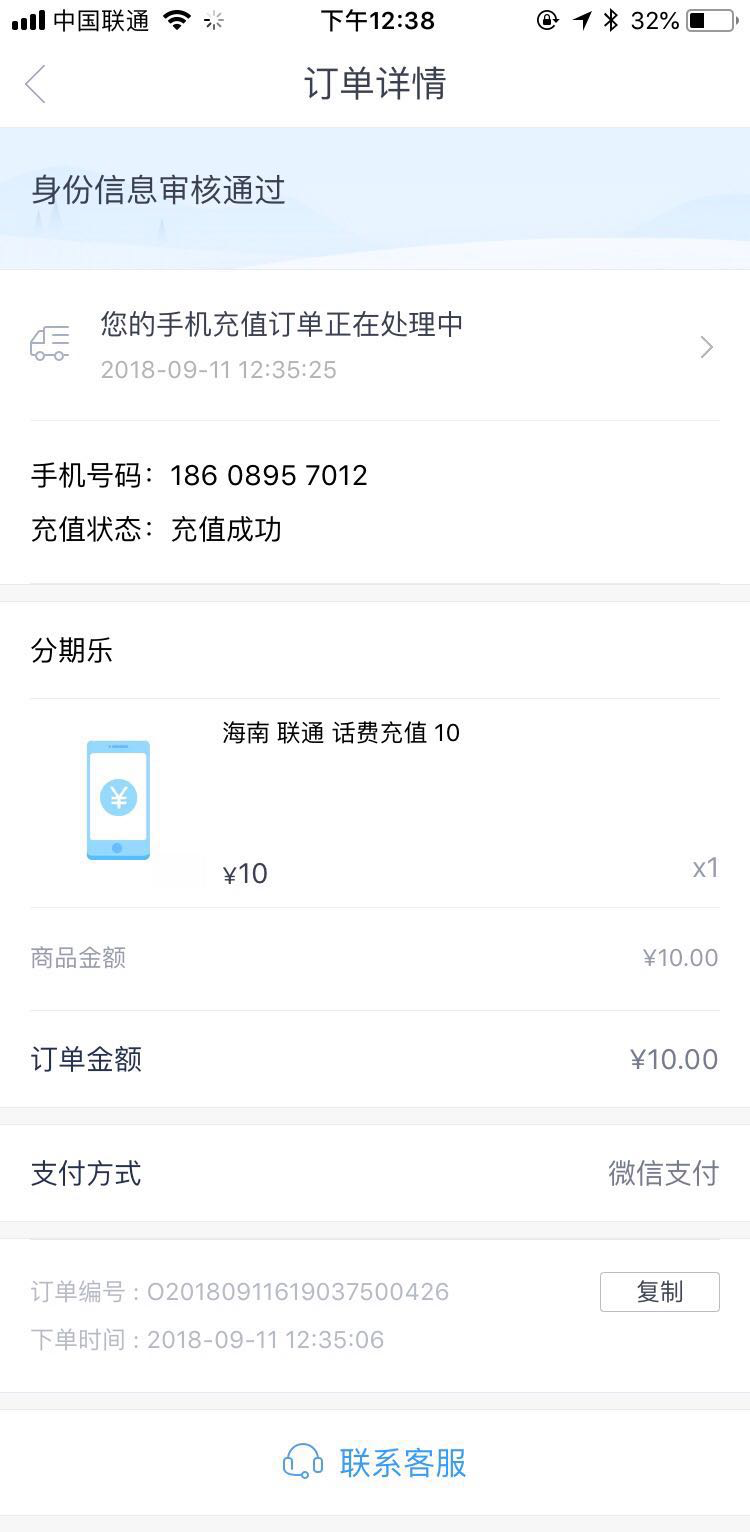 中国联通 下午12:38 32%
订单详情
身份信息审核通过
您的手机充值订单正在处理中
2018-09-11 12:35:25
手机号码：186 0895 7012
充值状态：充值成功
分期乐
海南 联通 话费充值 10
¥
¥10 x1
商品金额 ¥10.00
订单金额 ¥10.00
支付方式 微信支付
订单编号 : O20180911619037500426 复制
下单时间 : 2018-09-11 12:35:06
联系客服